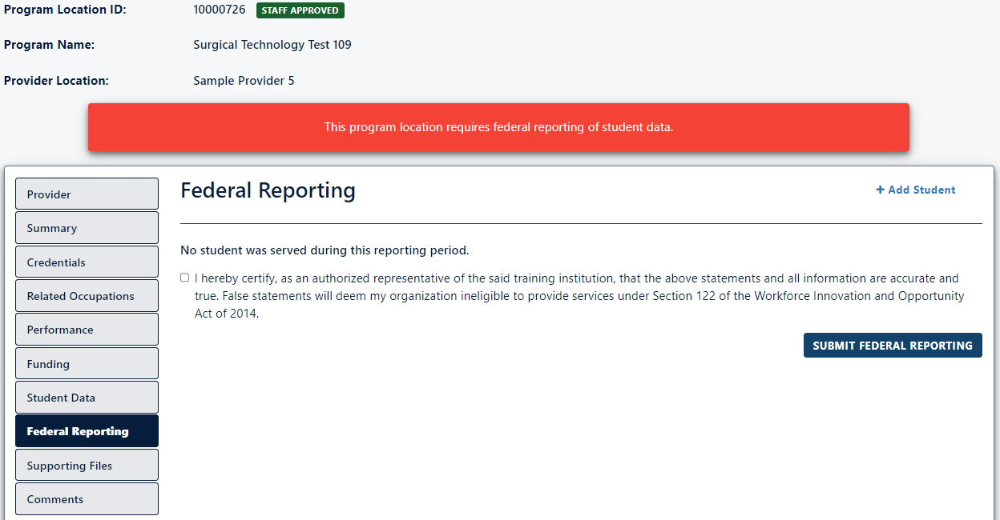 Program Location ID: 10000726 STAFF APPROVED
Program Name: Surgical Technology Test 109
Provider Location: Sample Provider 5
This program location requires federal reporting of student data.
Provider
Summary
Credentials
Related Occupations
Performance
Funding
Student Data
Federal Reporting
Supporting Files
Comments
Federal Reporting
+ Add Student
No student was served during this reporting period.
I hereby certify, as an authorized representative of the said training institution, that the above statements and all information are accurate and
true. False statements will deem my organization ineligible to provide services under Section 122 of the Workforce Innovation and Opportunity
Act of 2014.
SUBMIT FEDERAL REPORTING